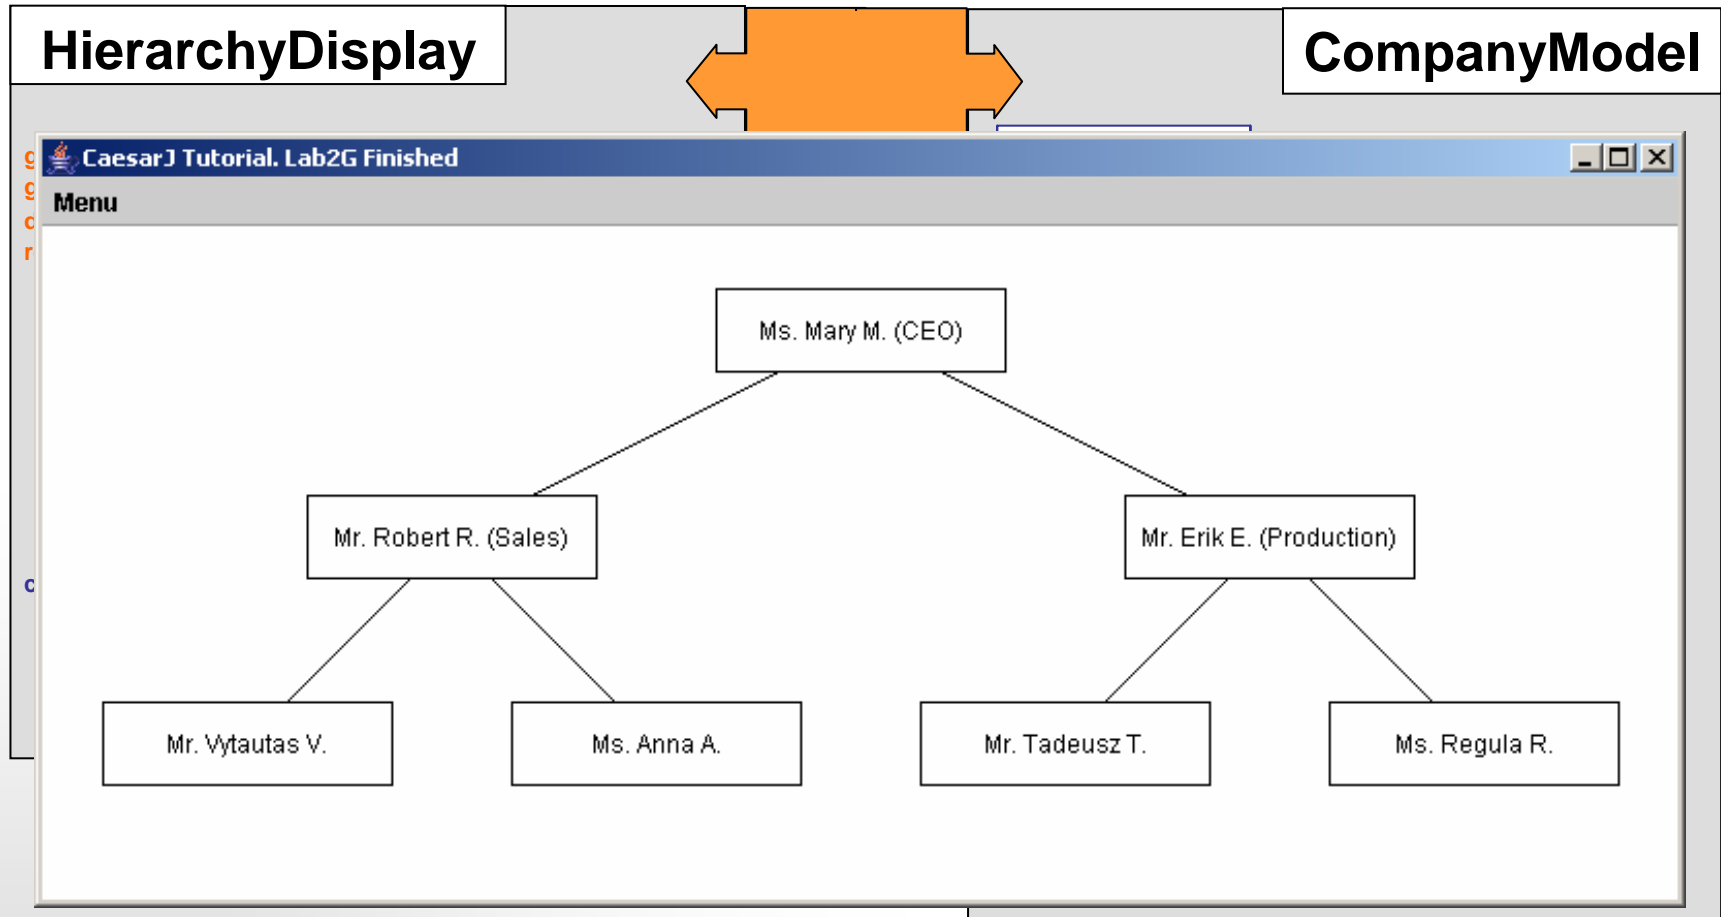 HierarchyDisplay
CompanyModel
CaesarJ Tutorial. Lab2G Finished
Menu
Ms. Mary M. (CEO)
Mr. Robert R. (Sales)
Mr. Erik E. (Production)
Mr. Vytautas V.
Ms. Anna A.
Mr. Tadeusz T.
Ms. Regula R.